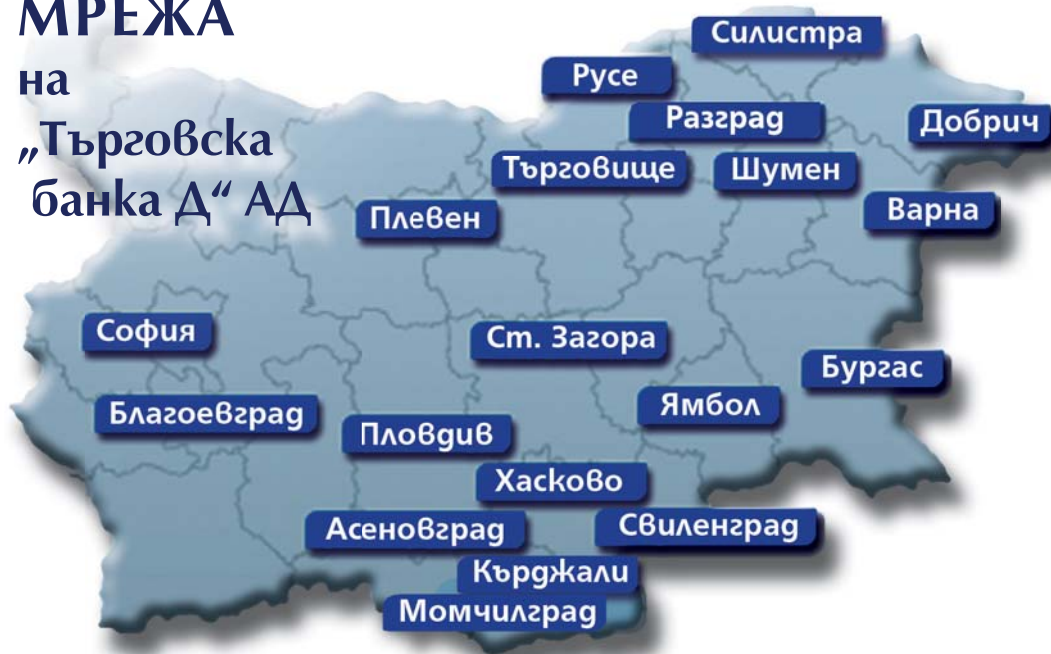 МРЕЖА
на
„Търговска
банка Д“ АД
Силистра
Русе
Разград
Добрич
Търговище
Шумен
Плевен
Варна
София
Ст. Загора
Бургас
Благоевград
Ямбол
Пловдив
Хасково
Асеновград
Свиленград
Кърджали
Момчилград